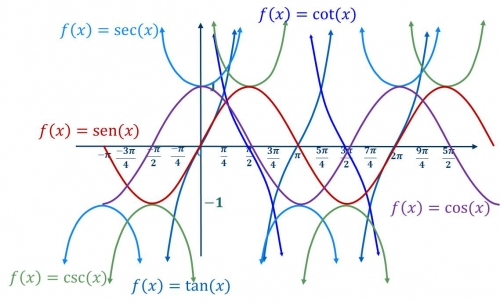 f(x) = sec(x)
f(x) = cot(x)
1
f(x) = sen(x)
-π -3π/4 -π/2 -π/4 π/4 π/2 3π/4 π 5π/4 3π/2 7π/4 2π 9π/4 5π/2
-1
f(x) = cos(x)
f(x) = csc(x)
f(x) = tan(x)